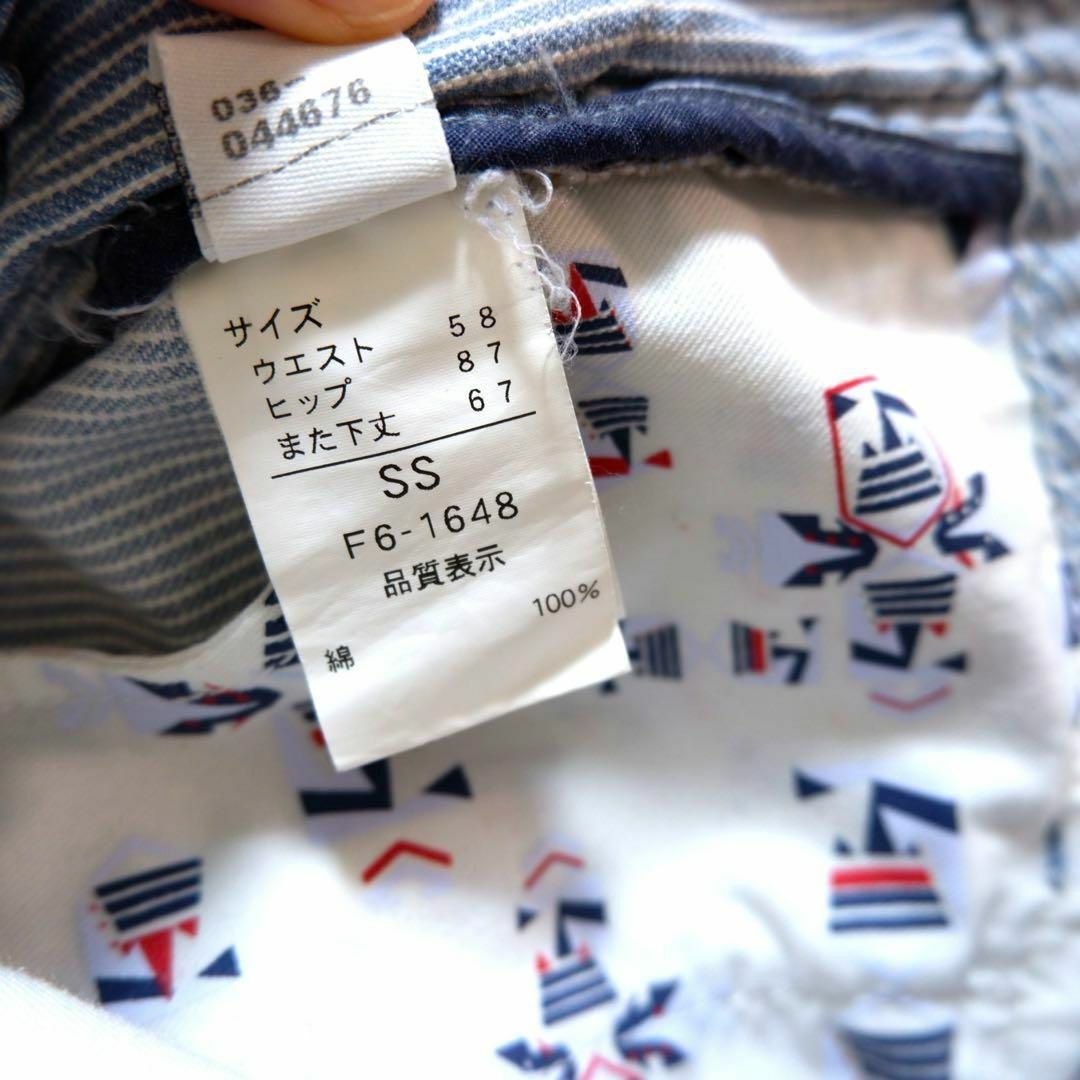 036-
044676
サイズ
ウエスト 58
ヒップ 87
また下丈 67
SS
F6-1648
品質表示
綿 100%